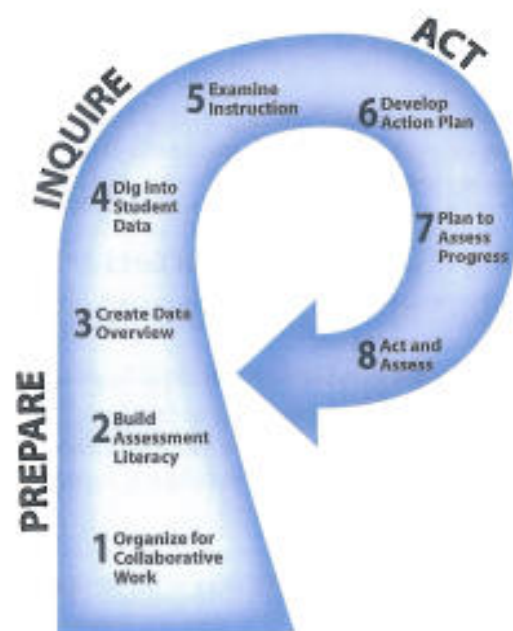 ACT
INQUIRE
PREPARE
5 Examine
Instruction
6 Develop
Action Plan
4 Dig into
Student
Data
7 Plan to
Assess
Progress
3 Create Data
Overview
8 Act and
Assess
2 Build
Assessment
Literacy
1 Organize for
Collaborative
Work